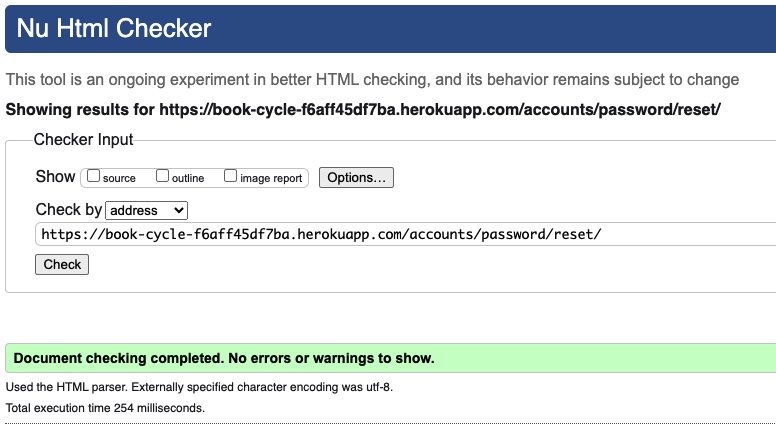 Nu Html Checker
This tool is an ongoing experiment in better HTML checking, and its behavior remains subject to change
Showing results for https://book-cycle-f6aff45df7ba.herokuapp.com/accounts/password/reset/
Checker Input
Show source outline image report Options...
Check by address
https://book-cycle-f6aff45df7ba.herokuapp.com/accounts/password/reset/
Check
Document checking completed. No errors or warnings to show.
Used the HTML parser. Externally specified character encoding was utf-8.
Total execution time 254 milliseconds.